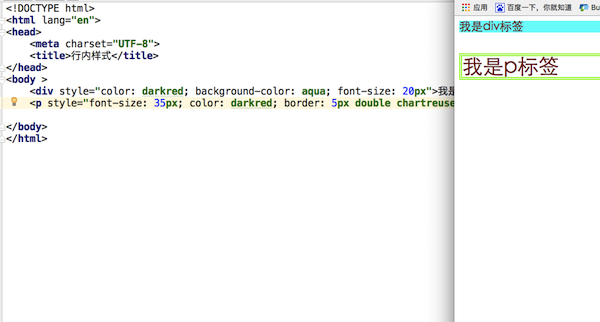 <!DOCTYPE html>
<html lang="en">
<head>
<meta charset="UTF-8">
<title>行内样式</title>
</head>
<body >
<div style="color: darkred; background-color: aqua; font-size: 20px">我是
<p style="font-size: 35px; color: darkred; border: 5px double chartreuse
</body>
</html>
应用 百度一下，你就知道 Bu
我是div标签
我是p标签